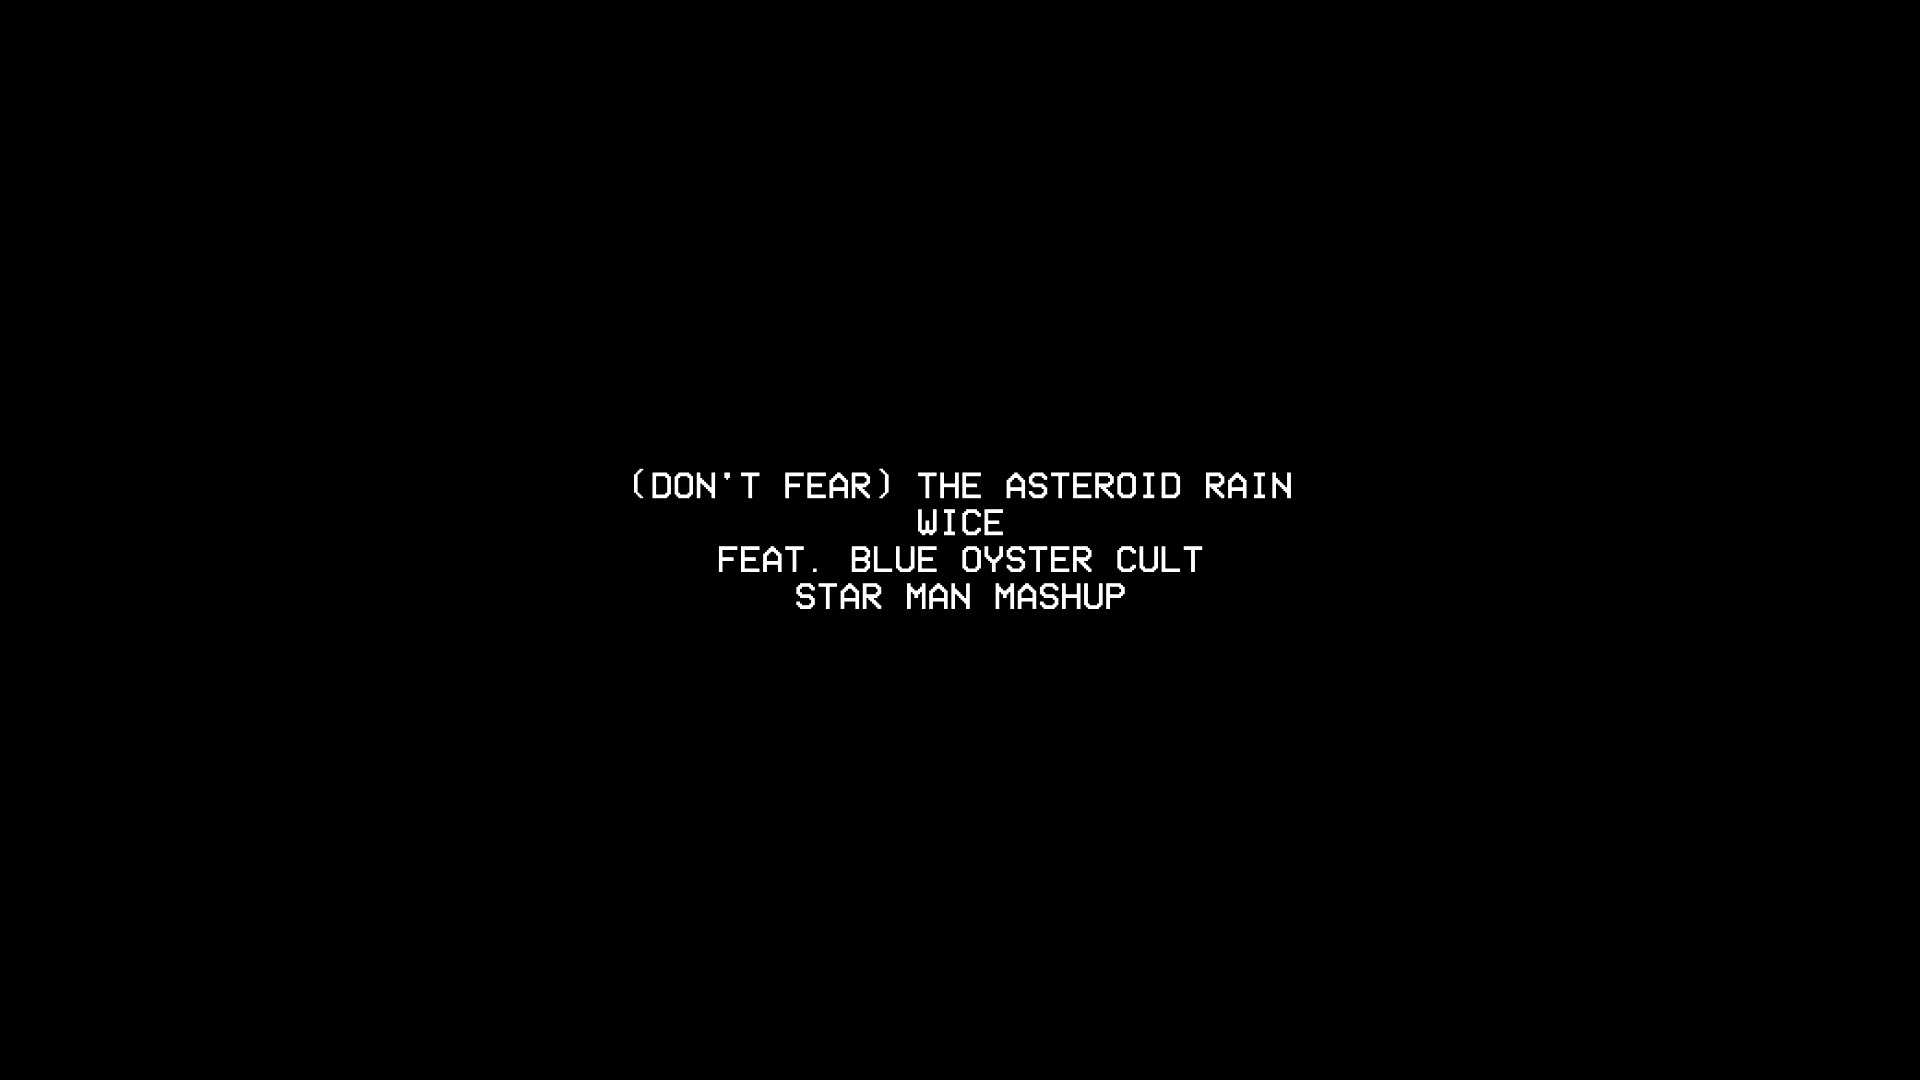 (DON'T FEAR) THE ASTEROID RAIN
WICE
FEAT. BLUE OYSTER CULT
STAR MAN MASHUP